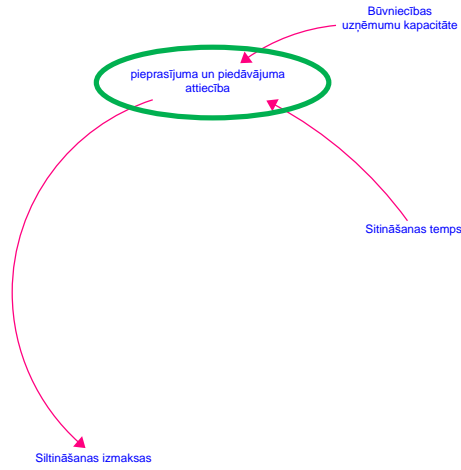 Būvniecības
uzņēmumu kapacitāte
pieprasījuma un piedāvājuma
attiecība
Sitināšanas temps
Siltināšanas izmaksas